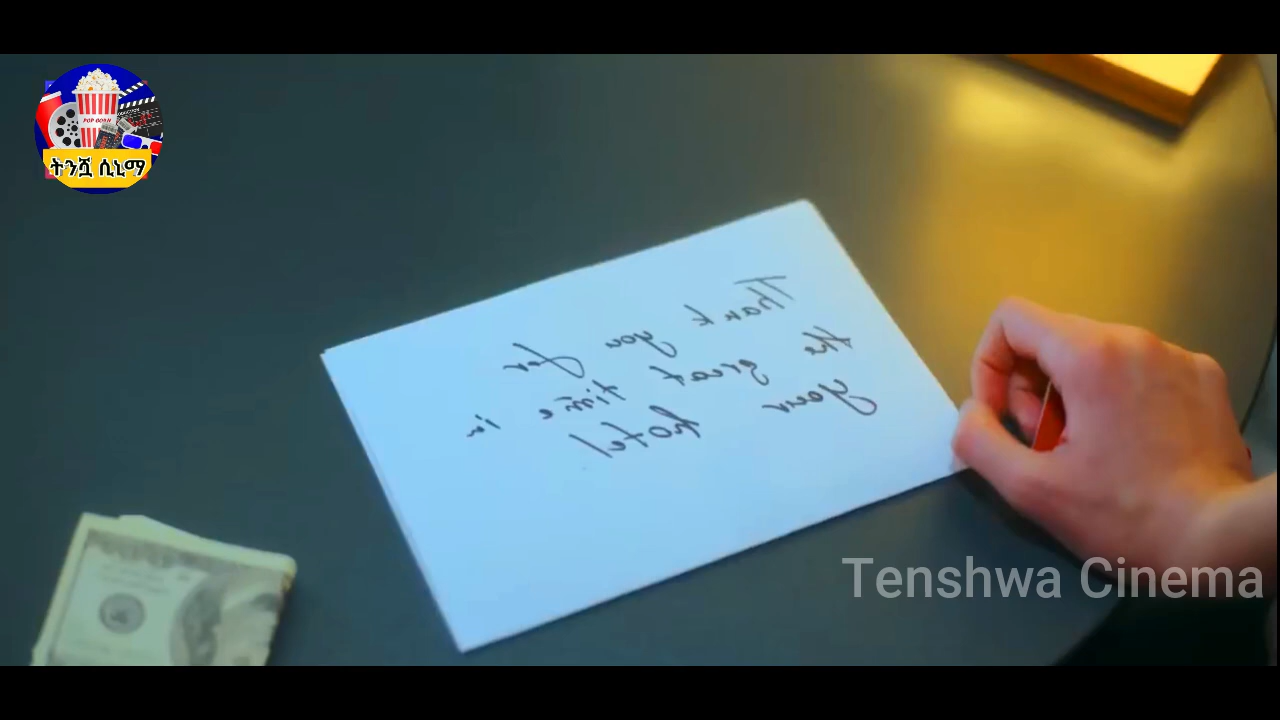 POP CORN
ትንሿ ሲኒማ
Thank you for
the great time in
your hotel
Tenshwa Cinema